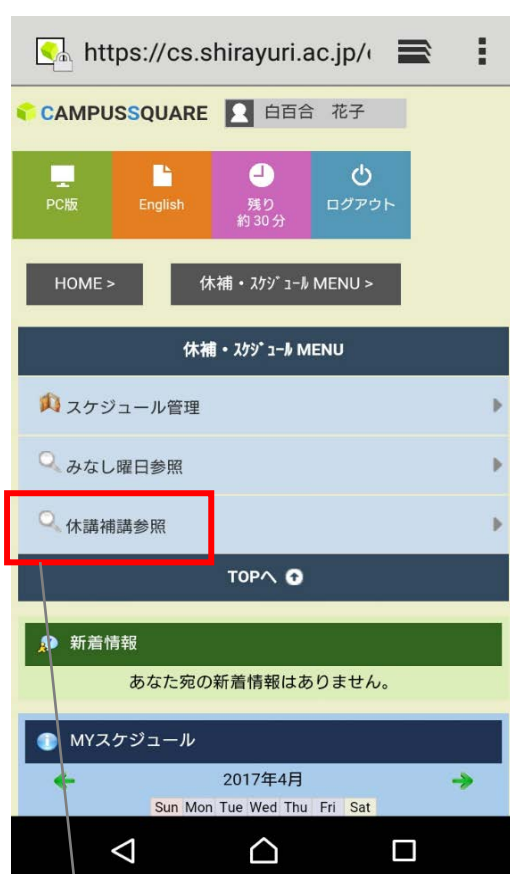 https://cs.shirayuri.ac.jp/
CAMPUSSQUARE 白百合 花子
PC版 English 残り 約30分 ログアウト
HOME > 休補・ｽｹｼﾞｭｰﾙ MENU >
休補・ｽｹｼﾞｭｰﾙ MENU
スケジュール管理
みなし曜日参照
休講補講参照
TOPへ
新着情報
あなた宛の新着情報はありません。
MYスケジュール
2017年4月
Sun Mon Tue Wed Thu Fri Sat